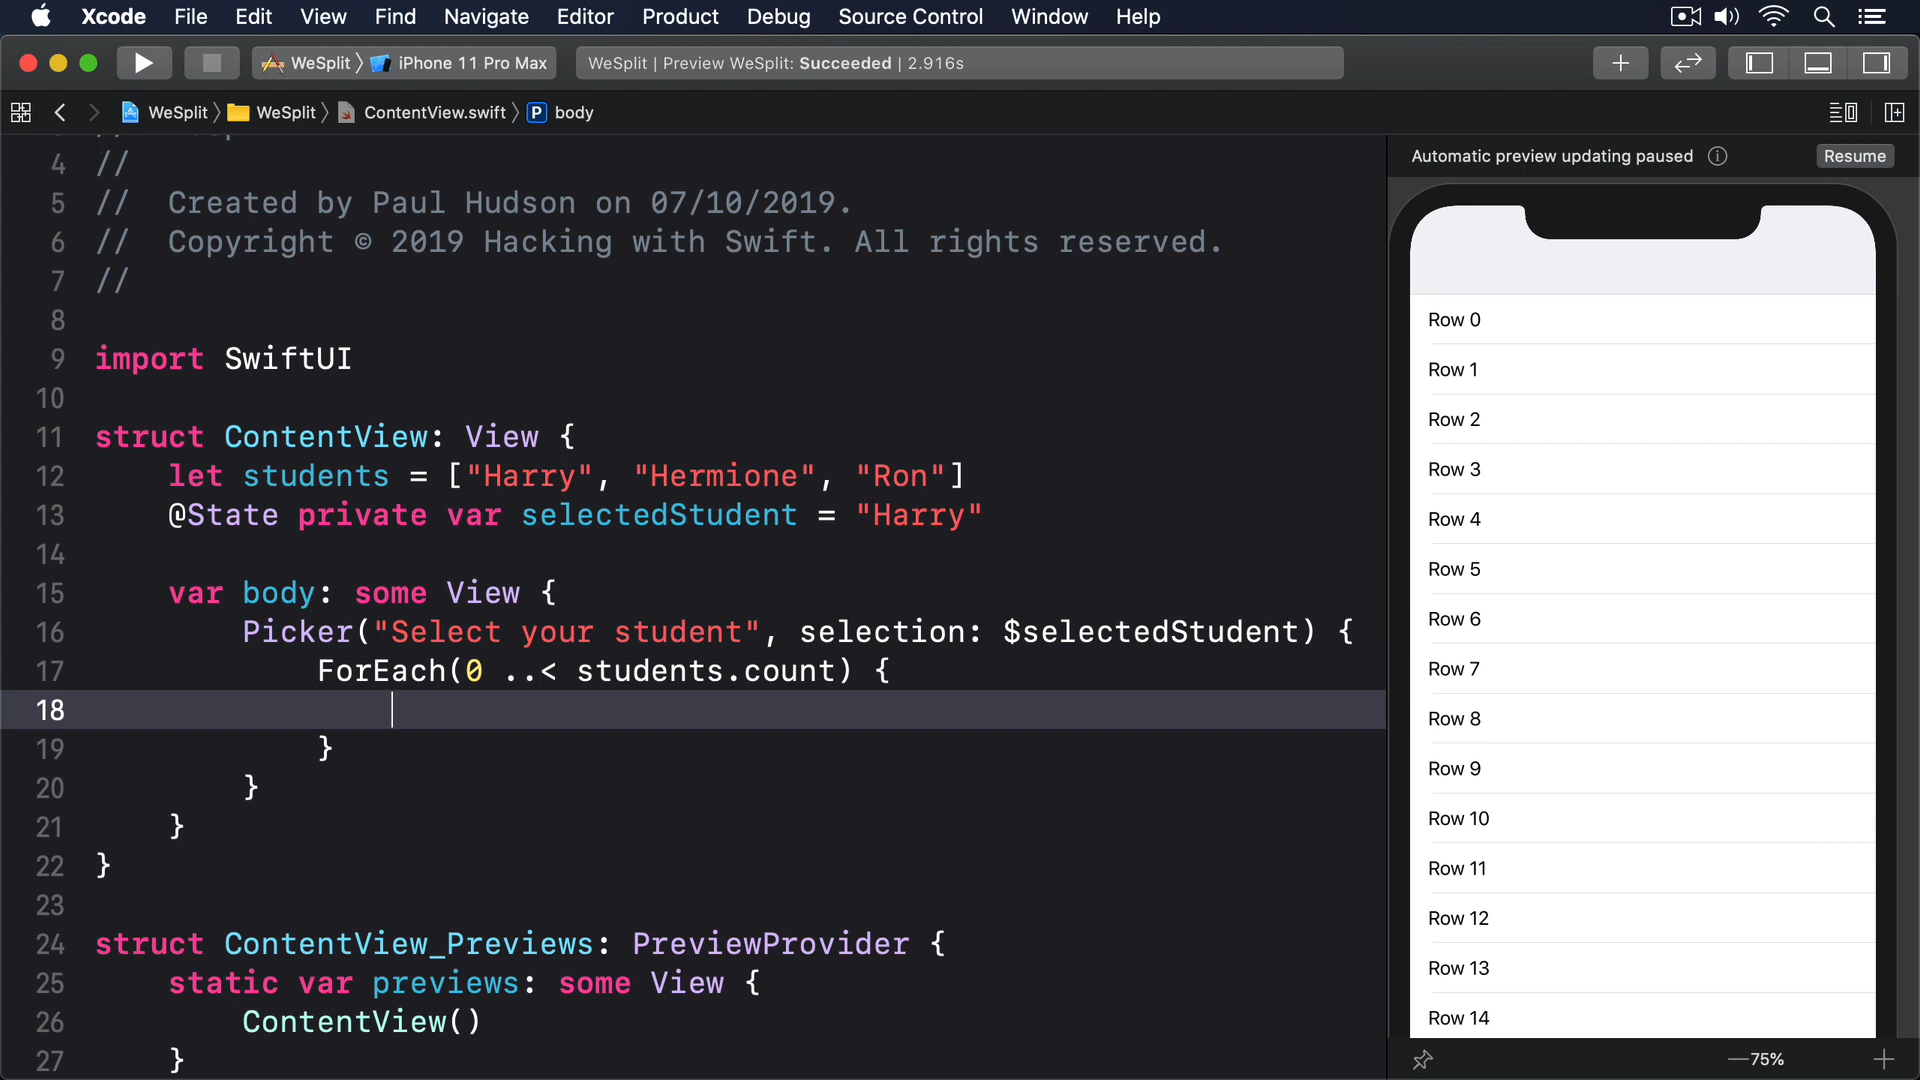 Xcode File Edit View Find Navigate Editor Product Debug Source Control Window Help
WeSplit iPhone 11 Pro Max WeSplit | Preview WeSplit: Succeeded | 2.916s
WeSplit WeSplit ContentView.swift P body
Automatic preview updating paused Resume
4 //
5 //  Created by Paul Hudson on 07/10/2019.
6 //  Copyright © 2019 Hacking with Swift. All rights reserved.
7 //
8
9 import SwiftUI
10
11 struct ContentView: View {
12     let students = ["Harry", "Hermione", "Ron"]
13     @State private var selectedStudent = "Harry"
14
15     var body: some View {
16         Picker("Select your student", selection: $selectedStudent) {
17             ForEach(0 ..< students.count) {
18
19             }
20         }
21     }
22 }
23
24 struct ContentView_Previews: PreviewProvider {
25     static var previews: some View {
26         ContentView()
27     }
Row 0
Row 1
Row 2
Row 3
Row 4
Row 5
Row 6
Row 7
Row 8
Row 9
Row 10
Row 11
Row 12
Row 13
Row 14
75%